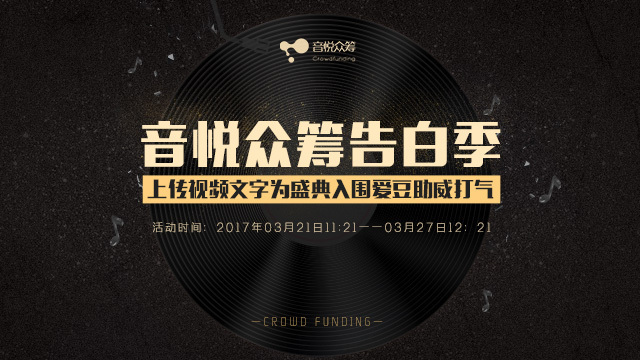 音悦众筹
Crowdfunding
音悦众筹告白季
上传视频文字为盛典入围爱豆助威打气
活动时间：2017年03月21日11:21——03月27日12：21
—CROWD FUNDING—